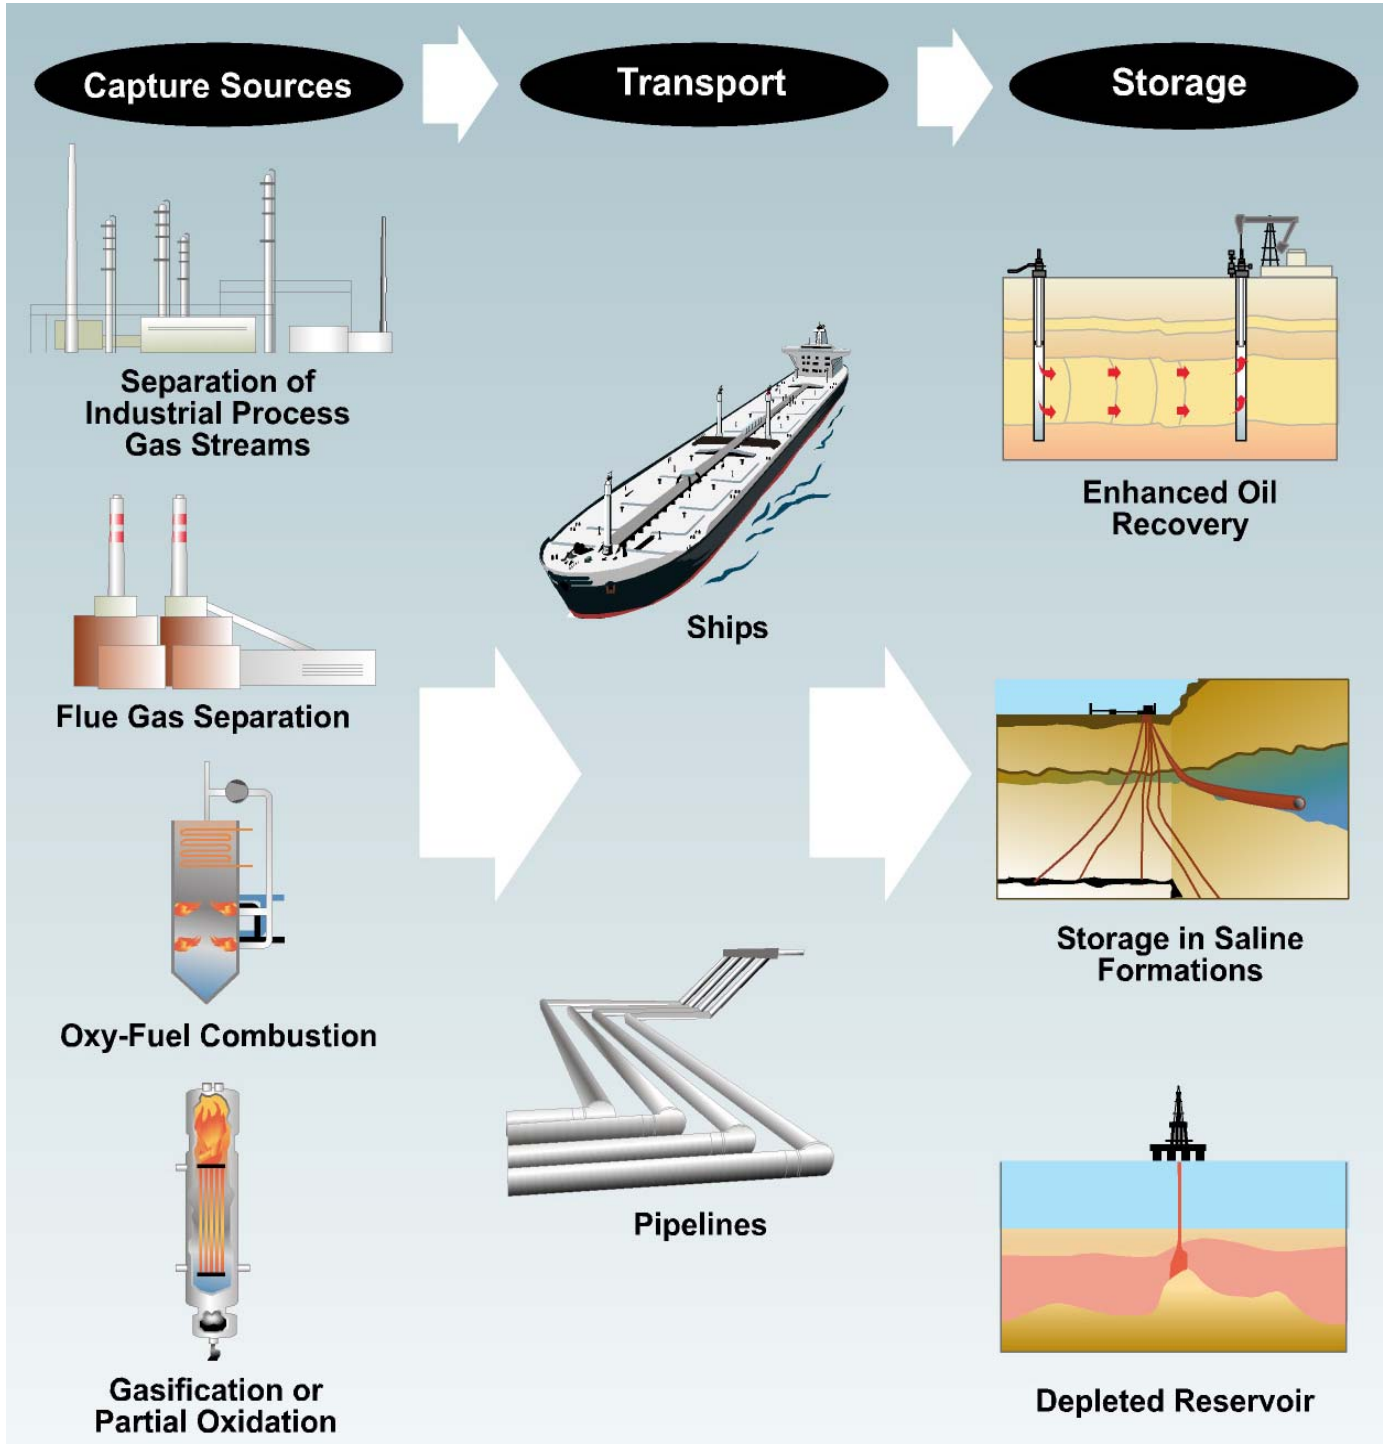 Capture Sources
Transport
Storage
Separation of
Industrial Process
Gas Streams
Flue Gas Separation
Oxy-Fuel Combustion
Gasification or
Partial Oxidation
Ships
Pipelines
Enhanced Oil
Recovery
Storage in Saline
Formations
Depleted Reservoir